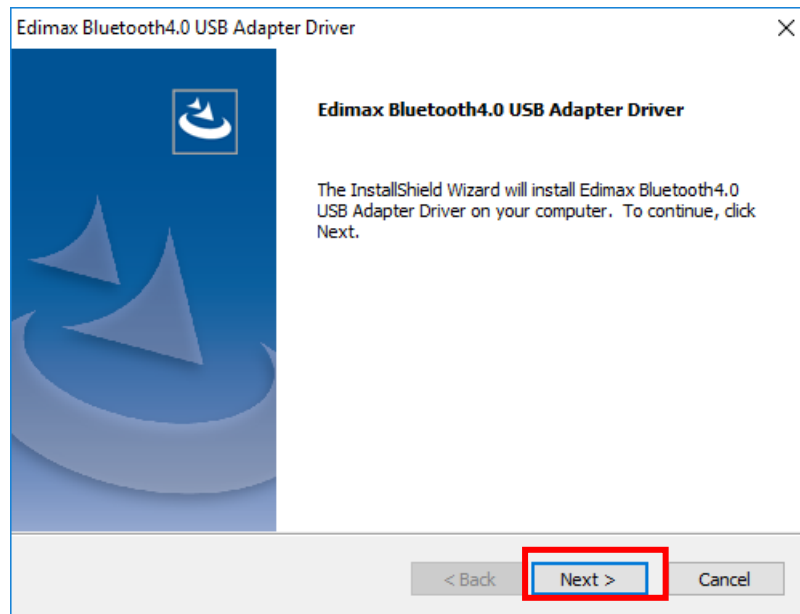 Edimax Bluetooth4.0 USB Adapter Driver
Edimax Bluetooth4.0 USB Adapter Driver
The InstallShield Wizard will install Edimax Bluetooth4.0
USB Adapter Driver on your computer.  To continue, click
Next.
< Back Next > Cancel